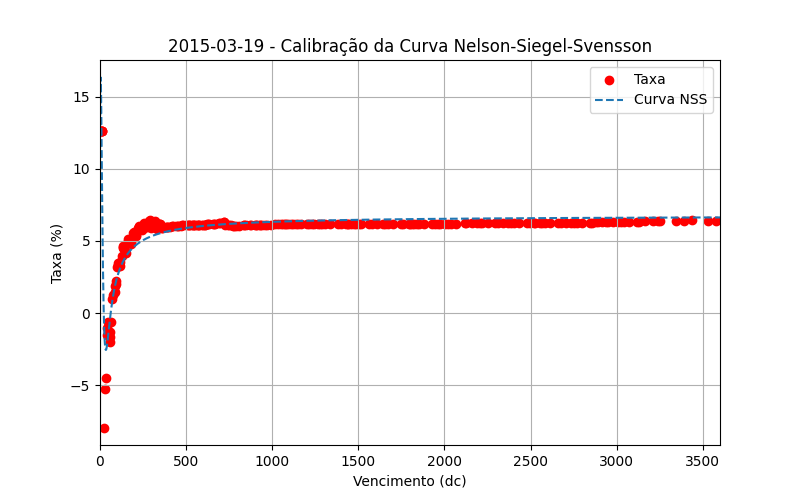 2015-03-19 - Calibração da Curva Nelson-Siegel-Svensson
Taxa
Curva NSS
Taxa (%)
15
10
5
0
−5
0
500
1000
1500
2000
2500
3000
3500
Vencimento (dc)